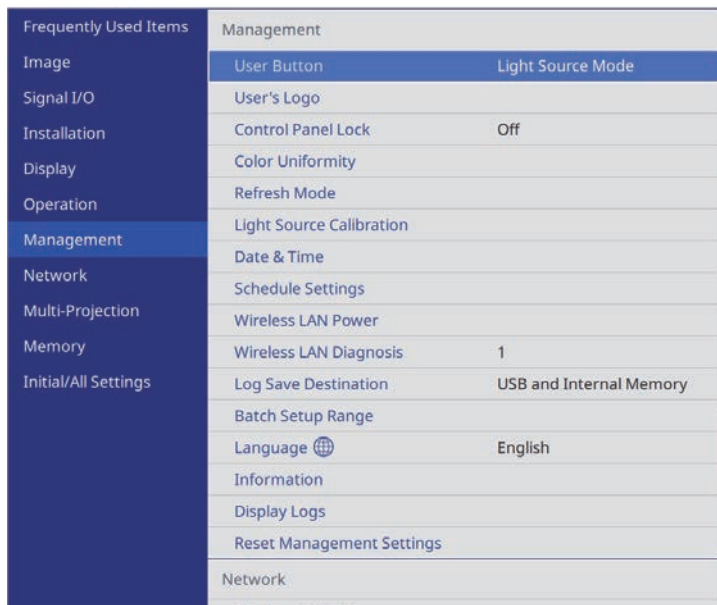 Frequently Used Items
Image
Signal I/O
Installation
Display
Operation
Management
Network
Multi-Projection
Memory
Initial/All Settings
Management
User Button Light Source Mode
User's Logo
Control Panel Lock Off
Color Uniformity
Refresh Mode
Light Source Calibration
Date & Time
Schedule Settings
Wireless LAN Power
Wireless LAN Diagnosis 1
Log Save Destination USB and Internal Memory
Batch Setup Range
Language English
Information
Display Logs
Reset Management Settings
Network